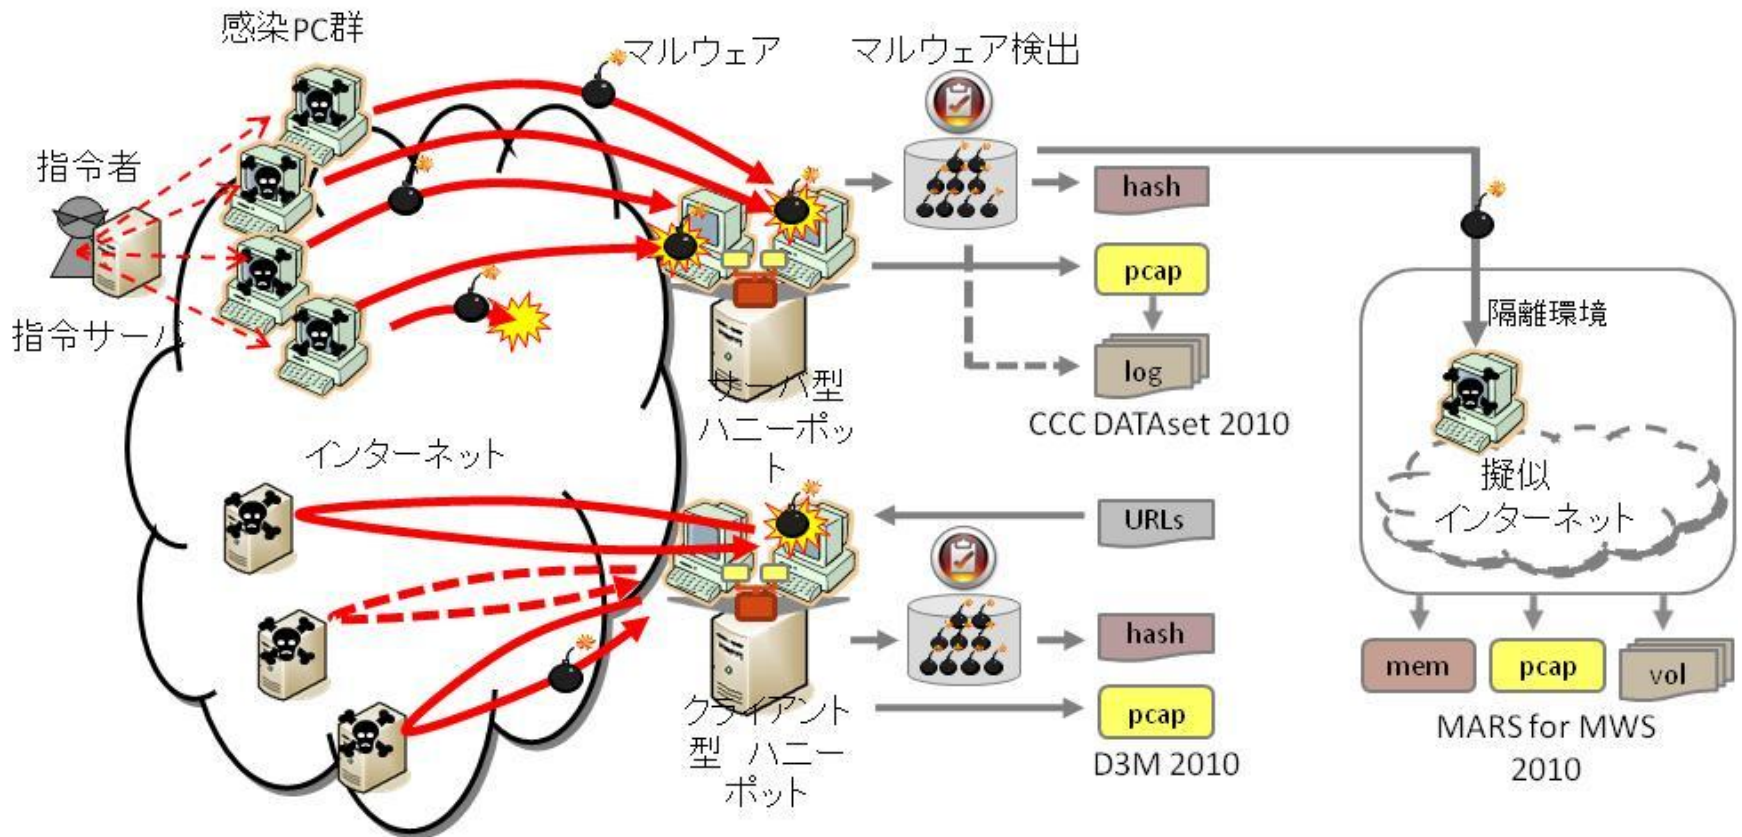 感染PC群
マルウェア
マルウェア検出
指令者
指令サーバ
hash
pcap
log
CCC DATAset 2010
サーバ型
ハニーポッ
ト
インターネット
隔離環境
擬似
インターネット
URLs
hash
pcap
D3M 2010
クライアント
型 ハニー
ポット
mem
pcap
vol
MARS for MWS
2010